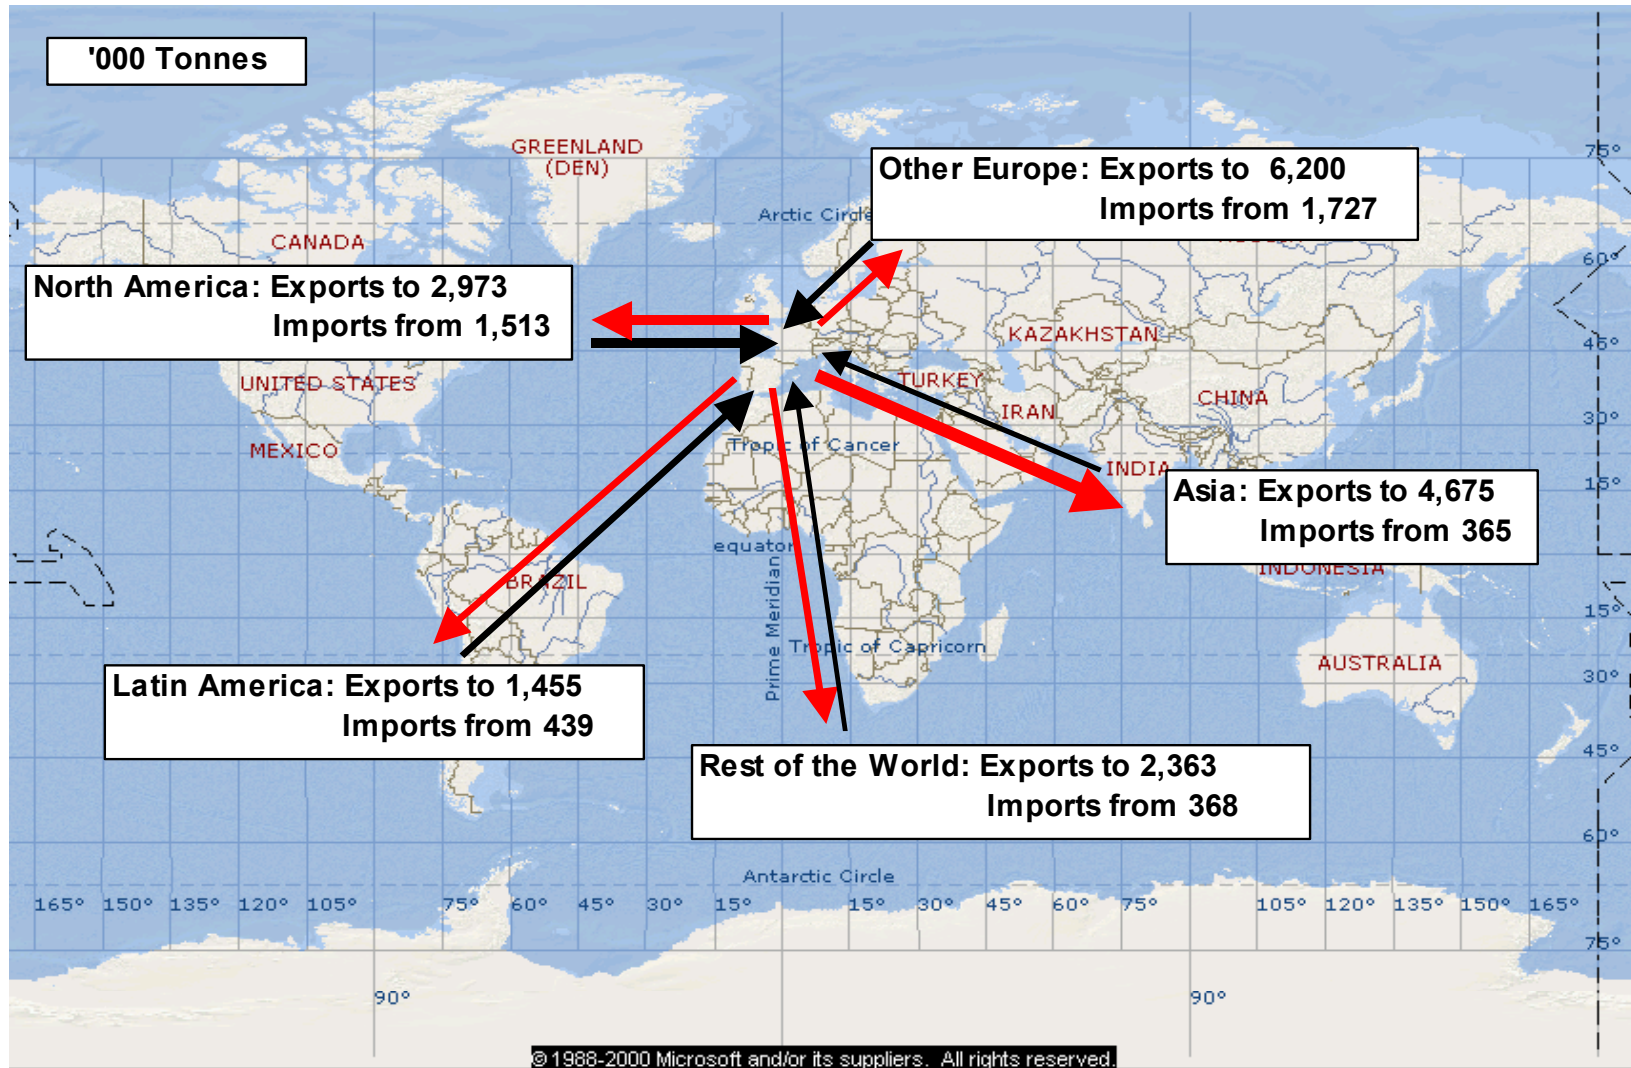 '000 Tonnes
GREENLAND
(DEN)
75°
Other Europe: Exports to 6,200
Imports from 1,727
Arctic Circle
CANADA
60°
North America: Exports to 2,973
Imports from 1,513
KAZAKHSTAN
45°
UNITED STATES
TURKEY
CHINA
IRAN
30°
MEXICO
Tropic of Cancer
INDIA
Asia: Exports to 4,675
Imports from 365
15°
equator
BRAZIL
INDONESIA
Prime Meridian
15°
Tropic of Capricorn
AUSTRALIA
30°
Latin America: Exports to 1,455
Imports from 439
45°
Rest of the World: Exports to 2,363
Imports from 368
60°
Antarctic Circle
165° 150° 135° 120° 105° 75° 60° 45° 30° 15° 15° 30° 45° 60° 75° 105° 120° 135° 150° 165°
75°
90° 90°
© 1988-2000 Microsoft and/or its suppliers. All rights reserved.